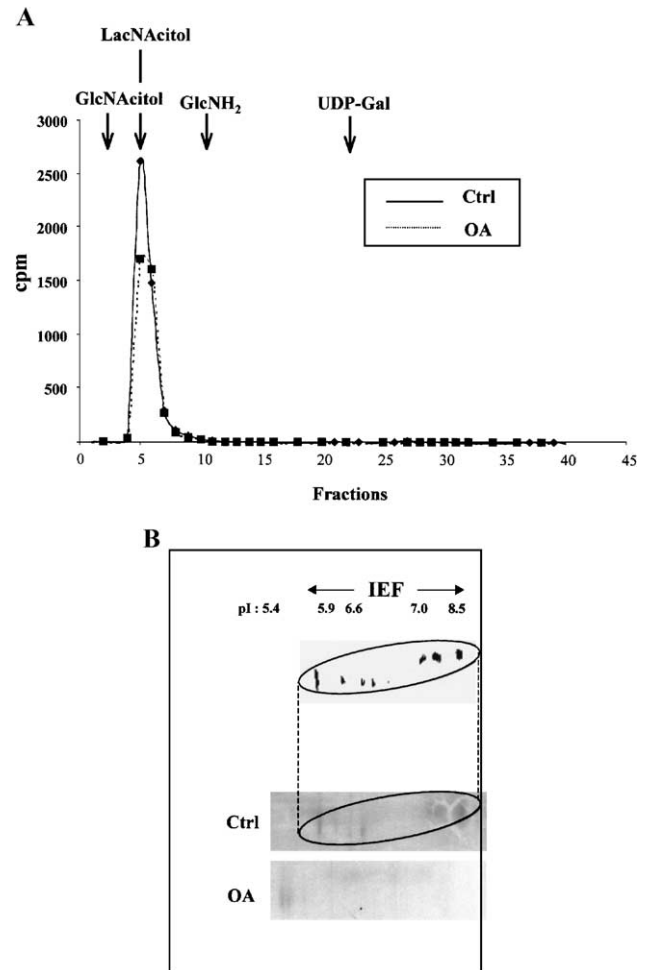 A
LacNAcitol
GlcNAcitol GlcNH2 UDP-Gal
3000
2500
2000
1500
1000
500
cpm
Ctrl
OA
0 5 10 15 20 25 30 35 40 45
Fractions
B
IEF
pI : 5.4 5.9 6.6 7.0 8.5
Ctrl
OA